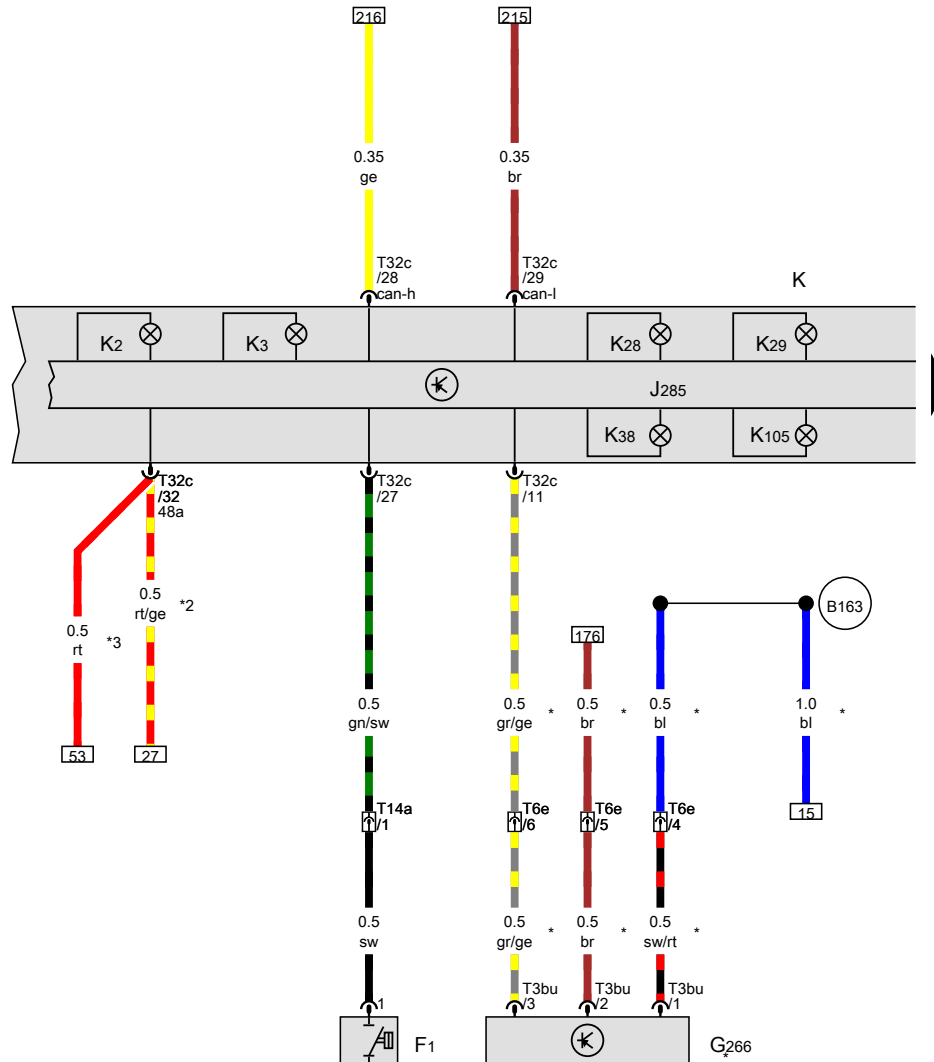 216
215
0.35
ge
0.35
br
T32c
/28
can-h
T32c
/29
can-l
K
K2
K3
K28
K29
J285
K38
K105
T32c
/32
48a
T32c
/27
T32c
/11
0.5
rt/ge
*2
0.5
rt
*3
B163
176
0.5
gn/sw
0.5
gr/ge
*
0.5
br
*
0.5
bl
*
1.0
bl
*
53
27
T14a
/1
T6e
/6
T6e
/5
T6e
/4
15
0.5
sw
0.5
gr/ge
*
0.5
br
*
0.5
sw/rt
*
1
T3bu
/3
T3bu
/2
T3bu
/1
F1
G266
*